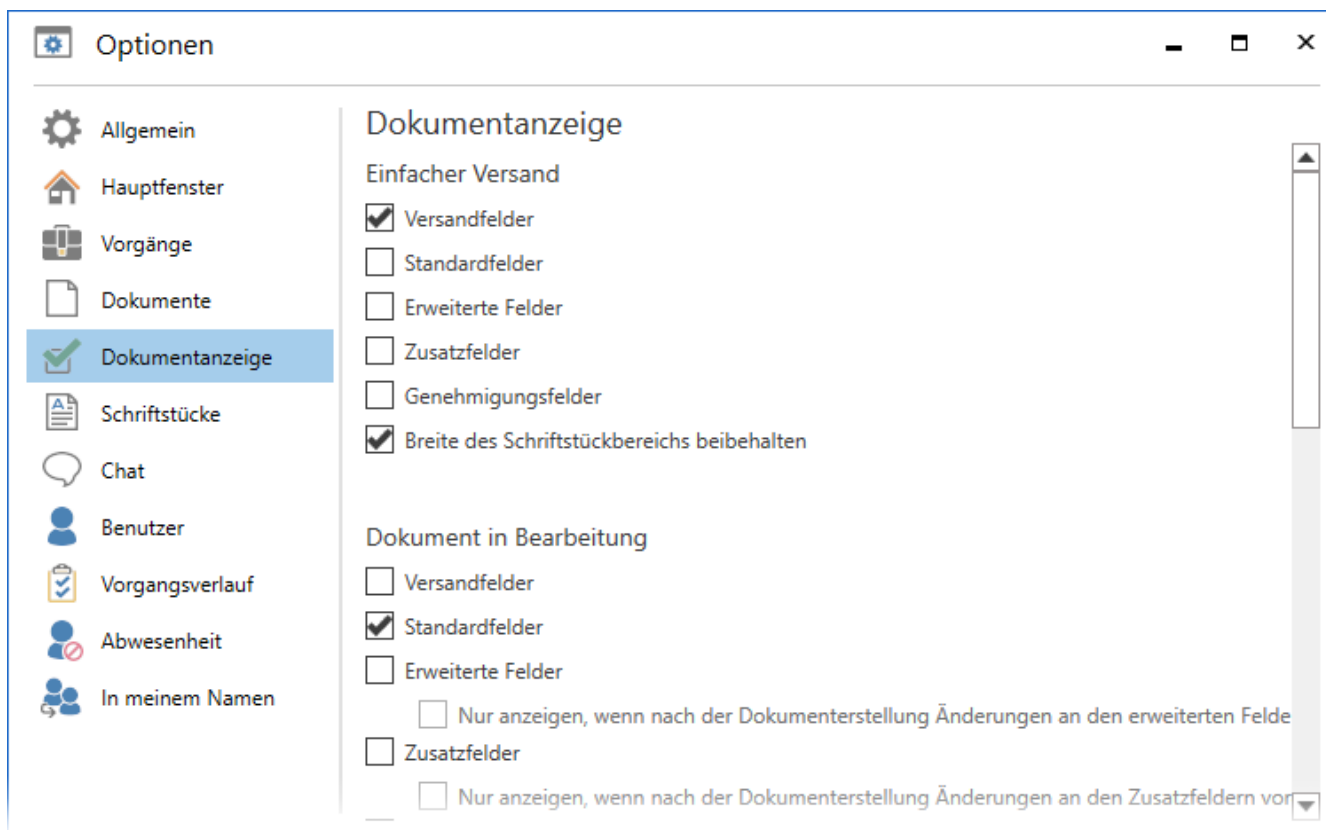 Optionen
Allgemein
Hauptfenster
Vorgänge
Dokumente
Dokumentanzeige
Schriftstücke
Chat
Benutzer
Vorgangsverlauf
Abwesenheit
In meinem Namen
Dokumentanzeige
Einfacher Versand
Versandfelder
Standardfelder
Erweiterte Felder
Zusatzfelder
Genehmigungsfelder
Breite des Schriftstückbereichs beibehalten
Dokument in Bearbeitung
Versandfelder
Standardfelder
Erweiterte Felder
Nur anzeigen, wenn nach der Dokumenterstellung Änderungen an den erweiterten Felde
Zusatzfelder
Nur anzeigen, wenn nach der Dokumenterstellung Änderungen an den Zusatzfeldern vor